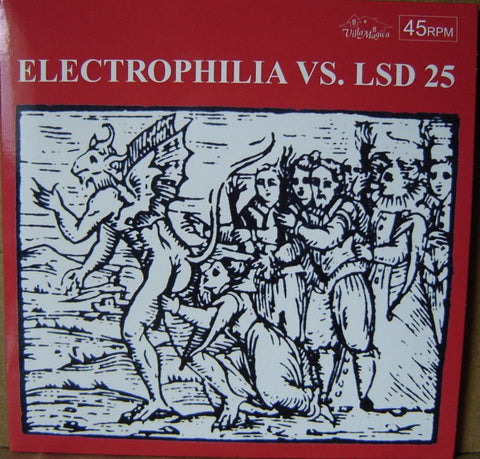 Villa Magica
45RPM
ELECTROPHILIA VS. LSD 25